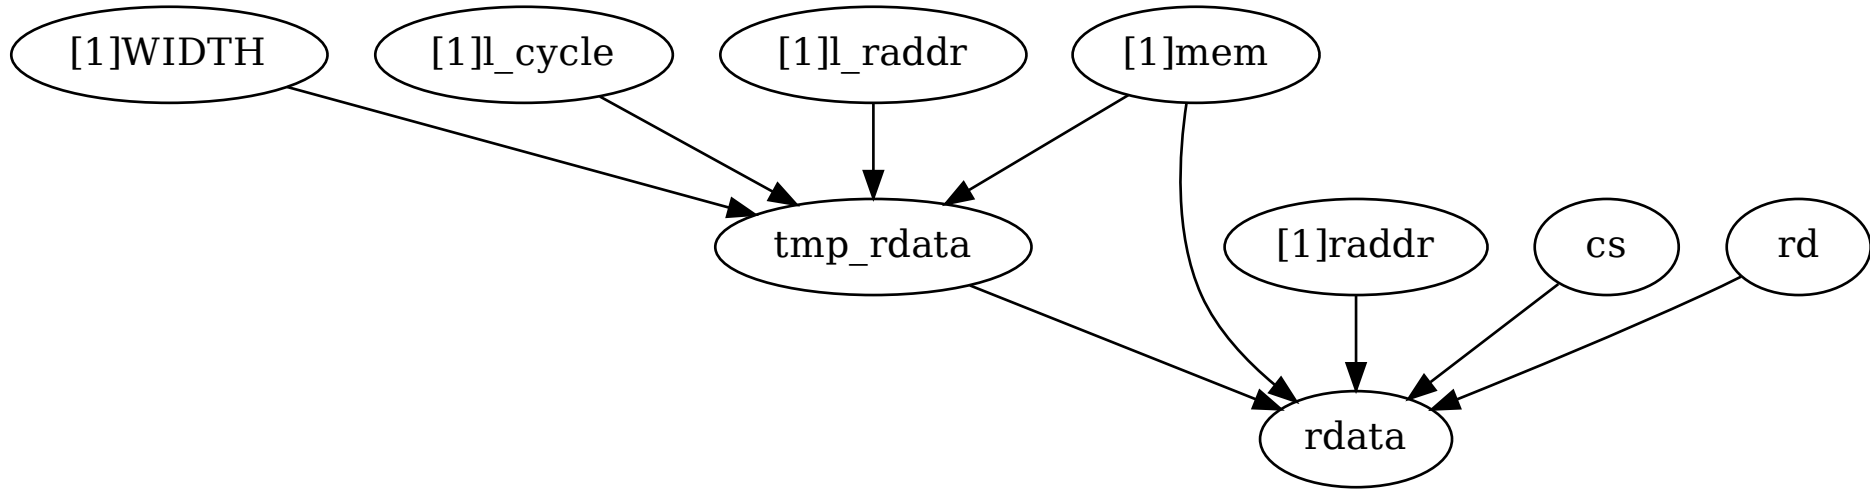 [1]WIDTH
[1]l_cycle
[1]l_raddr
[1]mem
tmp_rdata
[1]raddr
cs
rd
rdata